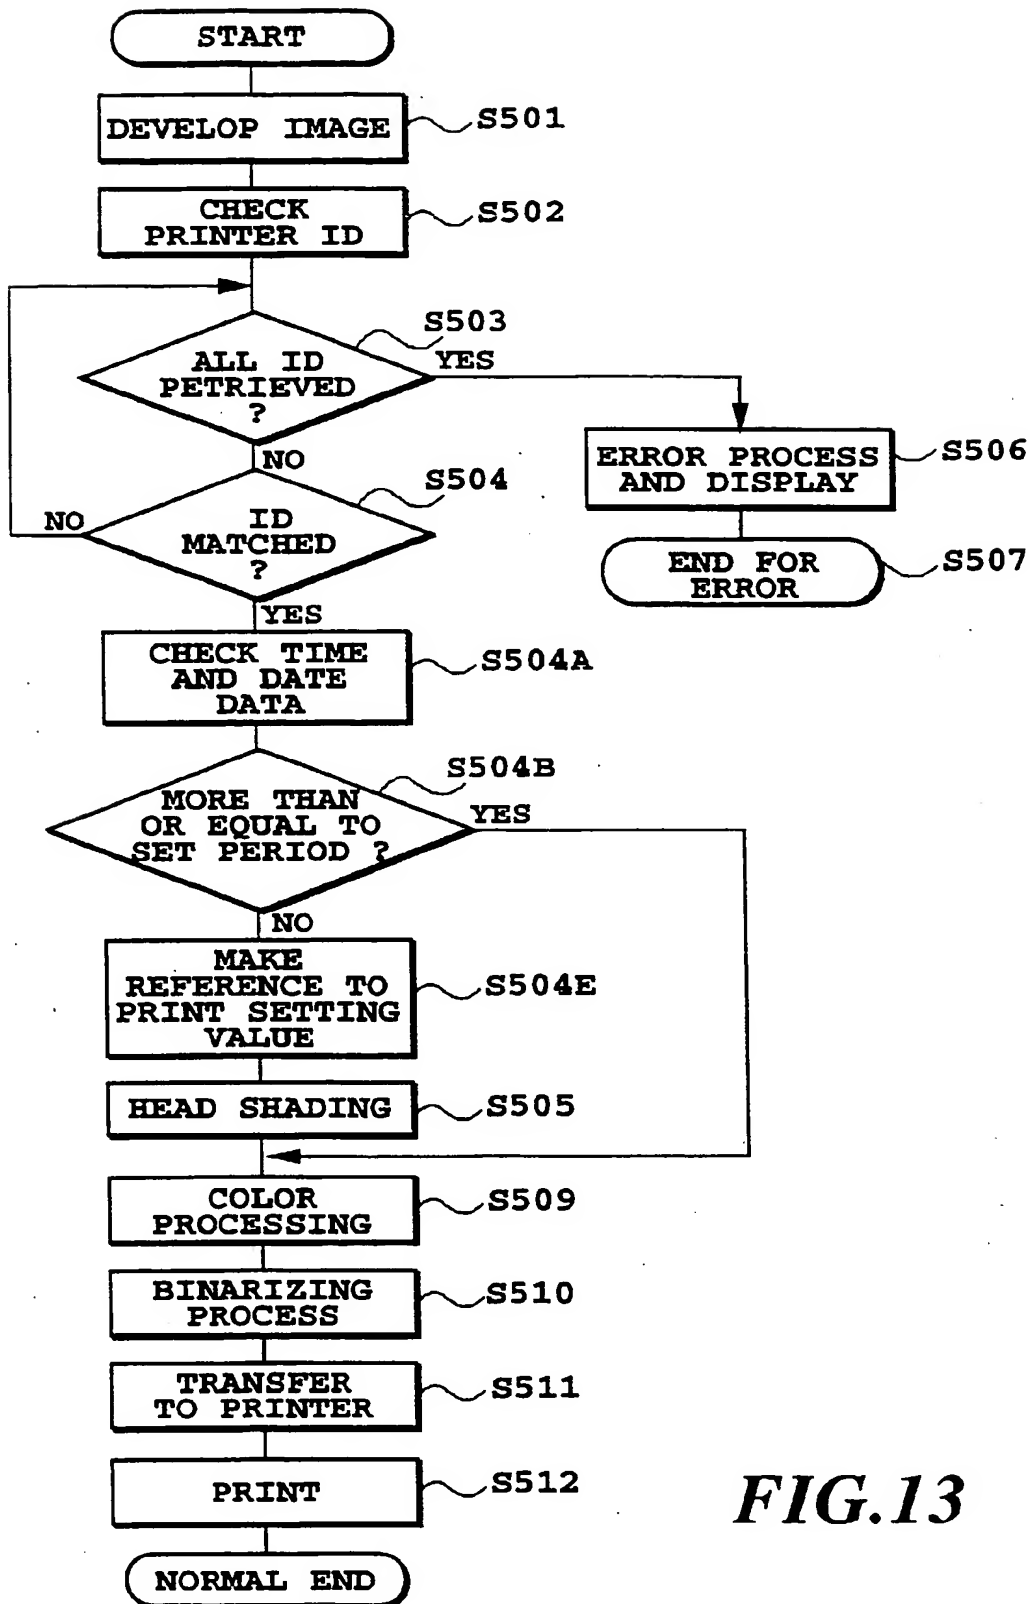 START
DEVELOP IMAGE
S501
CHECK
PRINTER ID
S502
S503
ALL ID
PETRIEVED
?
YES
NO
ERROR PROCESS
AND DISPLAY
S506
S504
ID
MATCHED
?
NO
YES
END FOR
ERROR
S507
CHECK TIME
AND DATE
DATA
S504A
S504B
MORE THAN
OR EQUAL TO
SET PERIOD ?
YES
NO
MAKE
REFERENCE TO
PRINT SETTING
VALUE
S504E
HEAD SHADING
S505
COLOR
PROCESSING
S509
BINARIZING
PROCESS
S510
TRANSFER
TO PRINTER
S511
PRINT
S512
NORMAL END
FIG.13